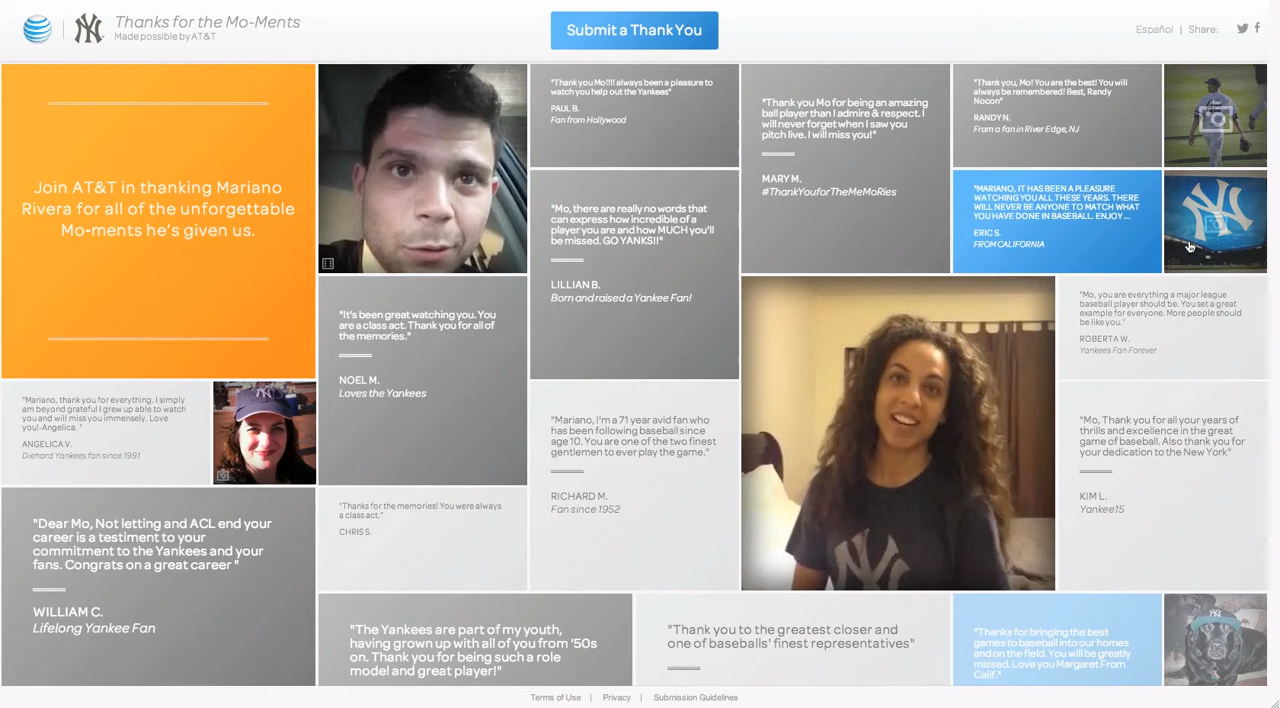 Thanks for the Mo-Ments
Made possible by AT&T
Submit a Thank You
Español | Share:
Join AT&T in thanking Mariano
Rivera for all of the unforgettable
Mo-ments he's given us.
"Thank you Mo!!!! always been a pleasure to
watch you help out the Yankees"
PAUL B.
Fan from Hollywood
"Thank you Mo for being an amazing
ball player than I admire & respect. I
will never forget when I saw you
pitch live. I will miss you!"
MARY M.
#ThankYouforTheMeMoRies
"Thank you, Mo! You are the best! You will
always be remembered! Best, Randy
Nocon"
RANDY N.
From a fan in River Edge, NJ
"MARIANO, IT HAS BEEN A PLEASURE
WATCHING YOU ALL THESE YEARS. THERE
WILL NEVER BE ANYONE TO MATCH WHAT
YOU HAVE DONE IN BASEBALL. ENJOY...
ERIC S.
FROM CALIFORNIA
"Mo, there are really no words that
can express how incredible of a
player you are and how MUCH you'll
be missed. GO YANKS!!"
LILLIAN B.
Born and raised a Yankee Fan!
"It's been great watching you. You
are a class act. Thank you for all of
the memories."
NOEL M.
Loves the Yankees
"Mo, you are everything a major league
baseball player should be. You set a great
example for everyone. More people should
be like you."
ROBERTA W.
Yankees Fan Forever
"Mariano, thank you for everything. I simply
am beyond grateful I grew up able to watch
you and will miss you immensely. Love
you!-Angelica. "
ANGELICA V.
Diehard Yankees fan since 1991
"Mariano, I'm a 71 year avid fan who
has been following baseball since
age 10. You are one of the two finest
gentlemen to ever play the game."
RICHARD M.
Fan since 1952
"Mo, Thank you for all your years of
thrills and excellence in the great
game of baseball. Also thank you for
your dedication to the New York"
KIM L.
Yankee15
"Dear Mo, Not letting and ACL end your
career is a testiment to your
commitment to the Yankees and your
fans. Congrats on a great career "
WILLIAM C.
Lifelong Yankee Fan
"Thanks for the memories! You were always
a class act."
CHRIS S.
"The Yankees are part of my youth,
having grown up with all of you from '50s
on. Thank you for being such a role
model and great player!"
"Thank you to the greatest closer and
one of baseballs' finest representatives"
"Thanks for bringing the best
games to baseball into our homes
and on the field. You will be greatly
missed. Love you Margaret From
Calif."
Terms of Use | Privacy | Submission Guidelines